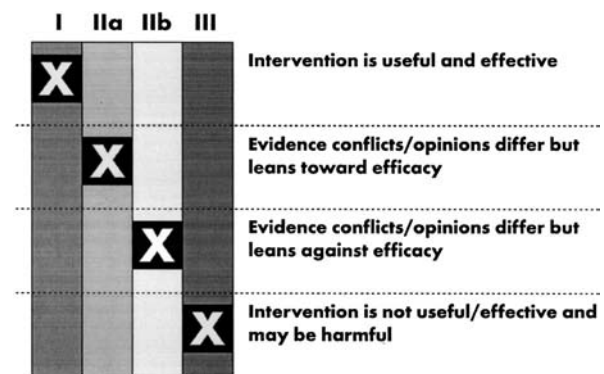 I IIa IIb III
X Intervention is useful and effective
X Evidence conflicts/opinions differ but
leans toward efficacy
X Evidence conflicts/opinions differ but
leans against efficacy
X Intervention is not useful/effective and
may be harmful